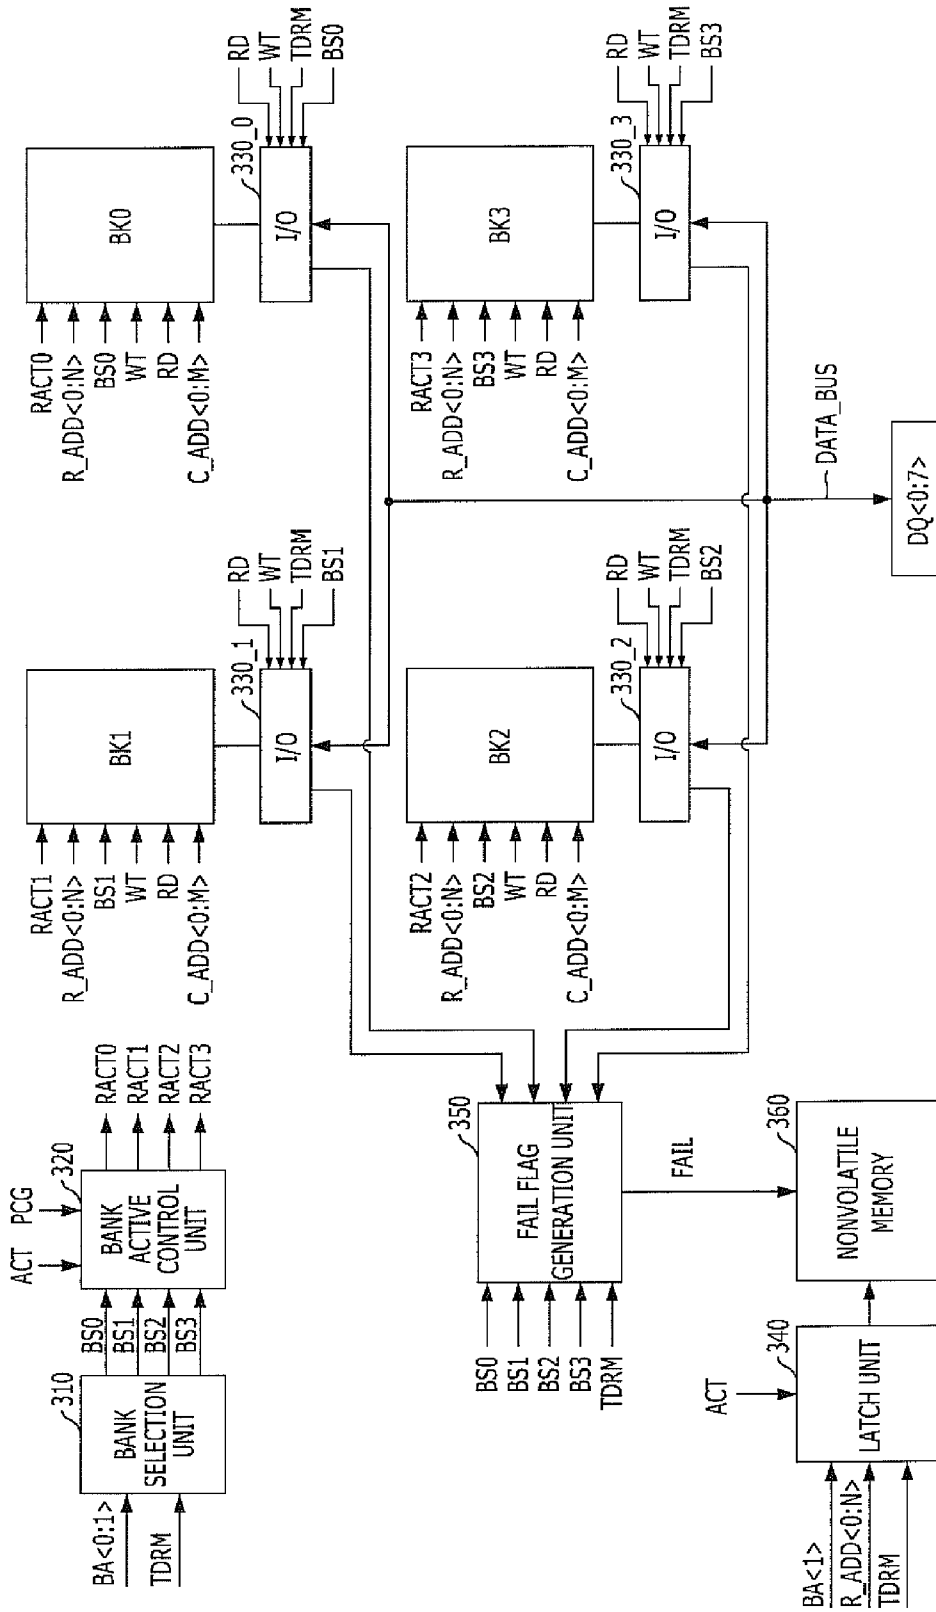 BA<0:1>
TDRM
310
BANK
SELECTION
UNIT
BS0
BS1
BS2
BS3
ACT
PCG
320
BANK
ACTIVE
CONTROL
UNIT
RACT0
RACT1
RACT2
RACT3
RACT1
R_ADD<0:N>
BS1
WT
RD
C_ADD<0:M>
BK1
330_1
I/O
RD
WT
TDRM
BS1
RACT0
R_ADD<0:N>
BS0
WT
RD
C_ADD<0:M>
BK0
330_0
I/O
RD
WT
TDRM
BS0
RACT2
R_ADD<0:N>
BS2
WT
RD
C_ADD<0:M>
BK2
330_2
I/O
RD
WT
TDRM
BS2
RACT3
R_ADD<0:N>
BS3
WT
RD
C_ADD<0:M>
BK3
330_3
I/O
RD
WT
TDRM
BS3
BS0
BS1
BS2
BS3
TDRM
350
FAIL FLAG
GENERATION UNIT
FAIL
BA<1>
R_ADD<0:N>
TDRM
ACT
340
LATCH UNIT
360
NONVOLATILE
MEMORY
DATA_BUS
DQ<0:7>